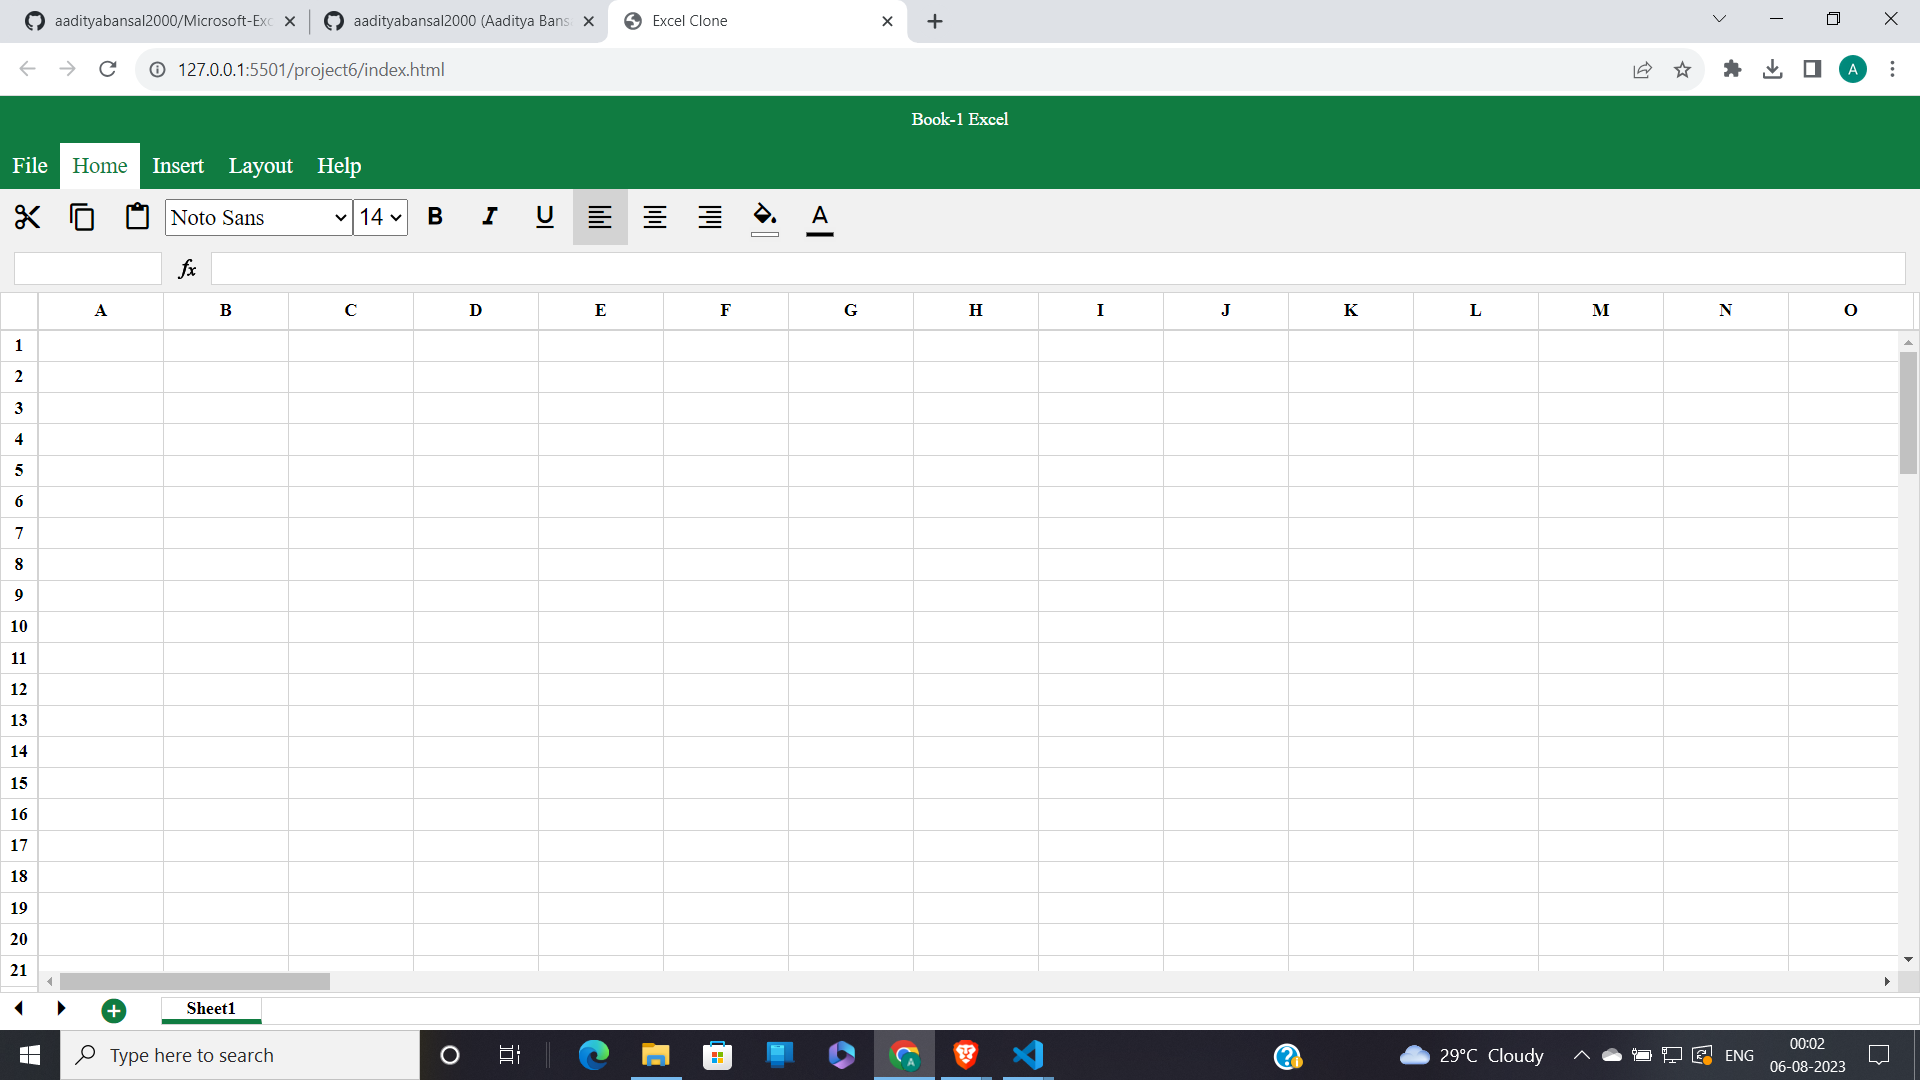 aadityabansal2000/Microsoft-Exc
aadityabansal2000 (Aaditya Bans
Excel Clone
127.0.0.1:5501/project6/index.html
A
Book-1 Excel
File Home Insert Layout Help
Noto Sans 14 B I U A
fx
A B C D E F G H I J K L M N O
1
2
3
4
5
6
7
8
9
10
11
12
13
14
15
16
17
18
19
20
21
Sheet1
Type here to search
29°C Cloudy
ENG
00:02
06-08-2023